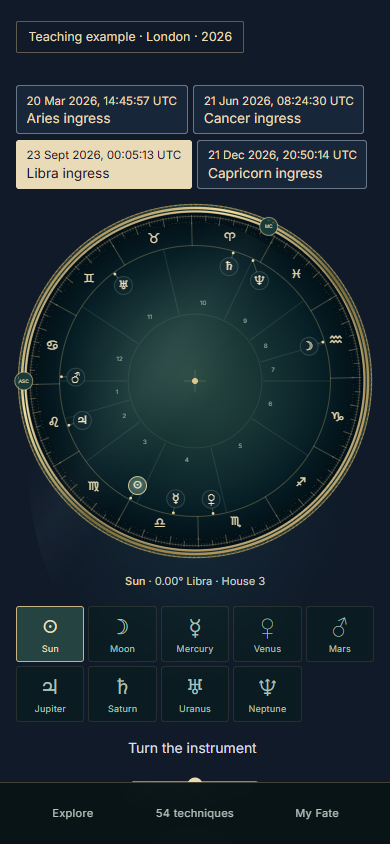 Teaching example · London · 2026
20 Mar 2026, 14:45:57 UTC
Aries ingress
21 Jun 2026, 08:24:30 UTC
Cancer ingress
23 Sept 2026, 00:05:13 UTC
Libra ingress
21 Dec 2026, 20:50:14 UTC
Capricorn ingress
MC
♈
♉
♄
♆
♓
♊
♅
10
11
9
♋
♒
☽
8
12
7
ASC
♂
1
6
2
♌
♃
♑
3
5
4
♍
☉
♐
☿
♀
♎
♏
Sun · 0.00° Libra · House 3
☉
☽
☿
♀
♂
Sun
Moon
Mercury
Venus
Mars
♃
♄
♅
♆
Jupiter
Saturn
Uranus
Neptune
Turn the instrument
Explore
54 techniques
My Fate